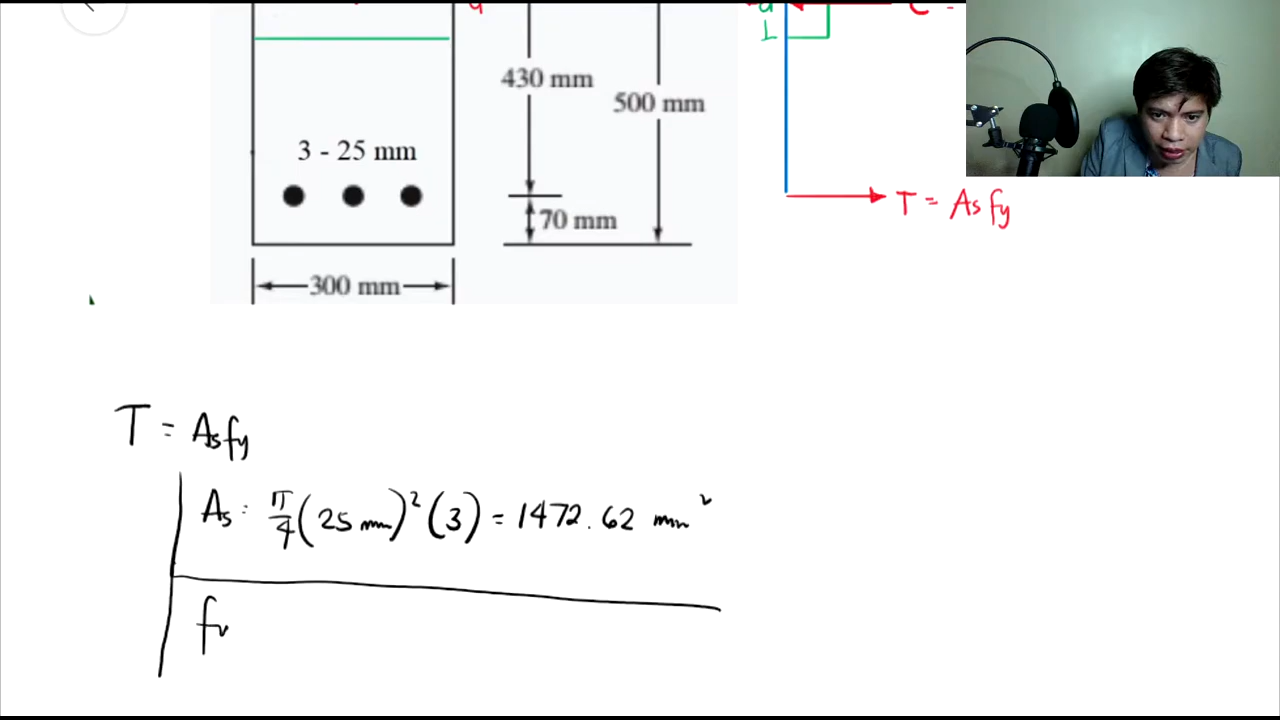 C =
430 mm
500 mm
3 - 25 mm
70 mm
T = As fy
300 mm
T = Asfy
As : π/4 (25 mm)² (3) = 1472.62 mm²